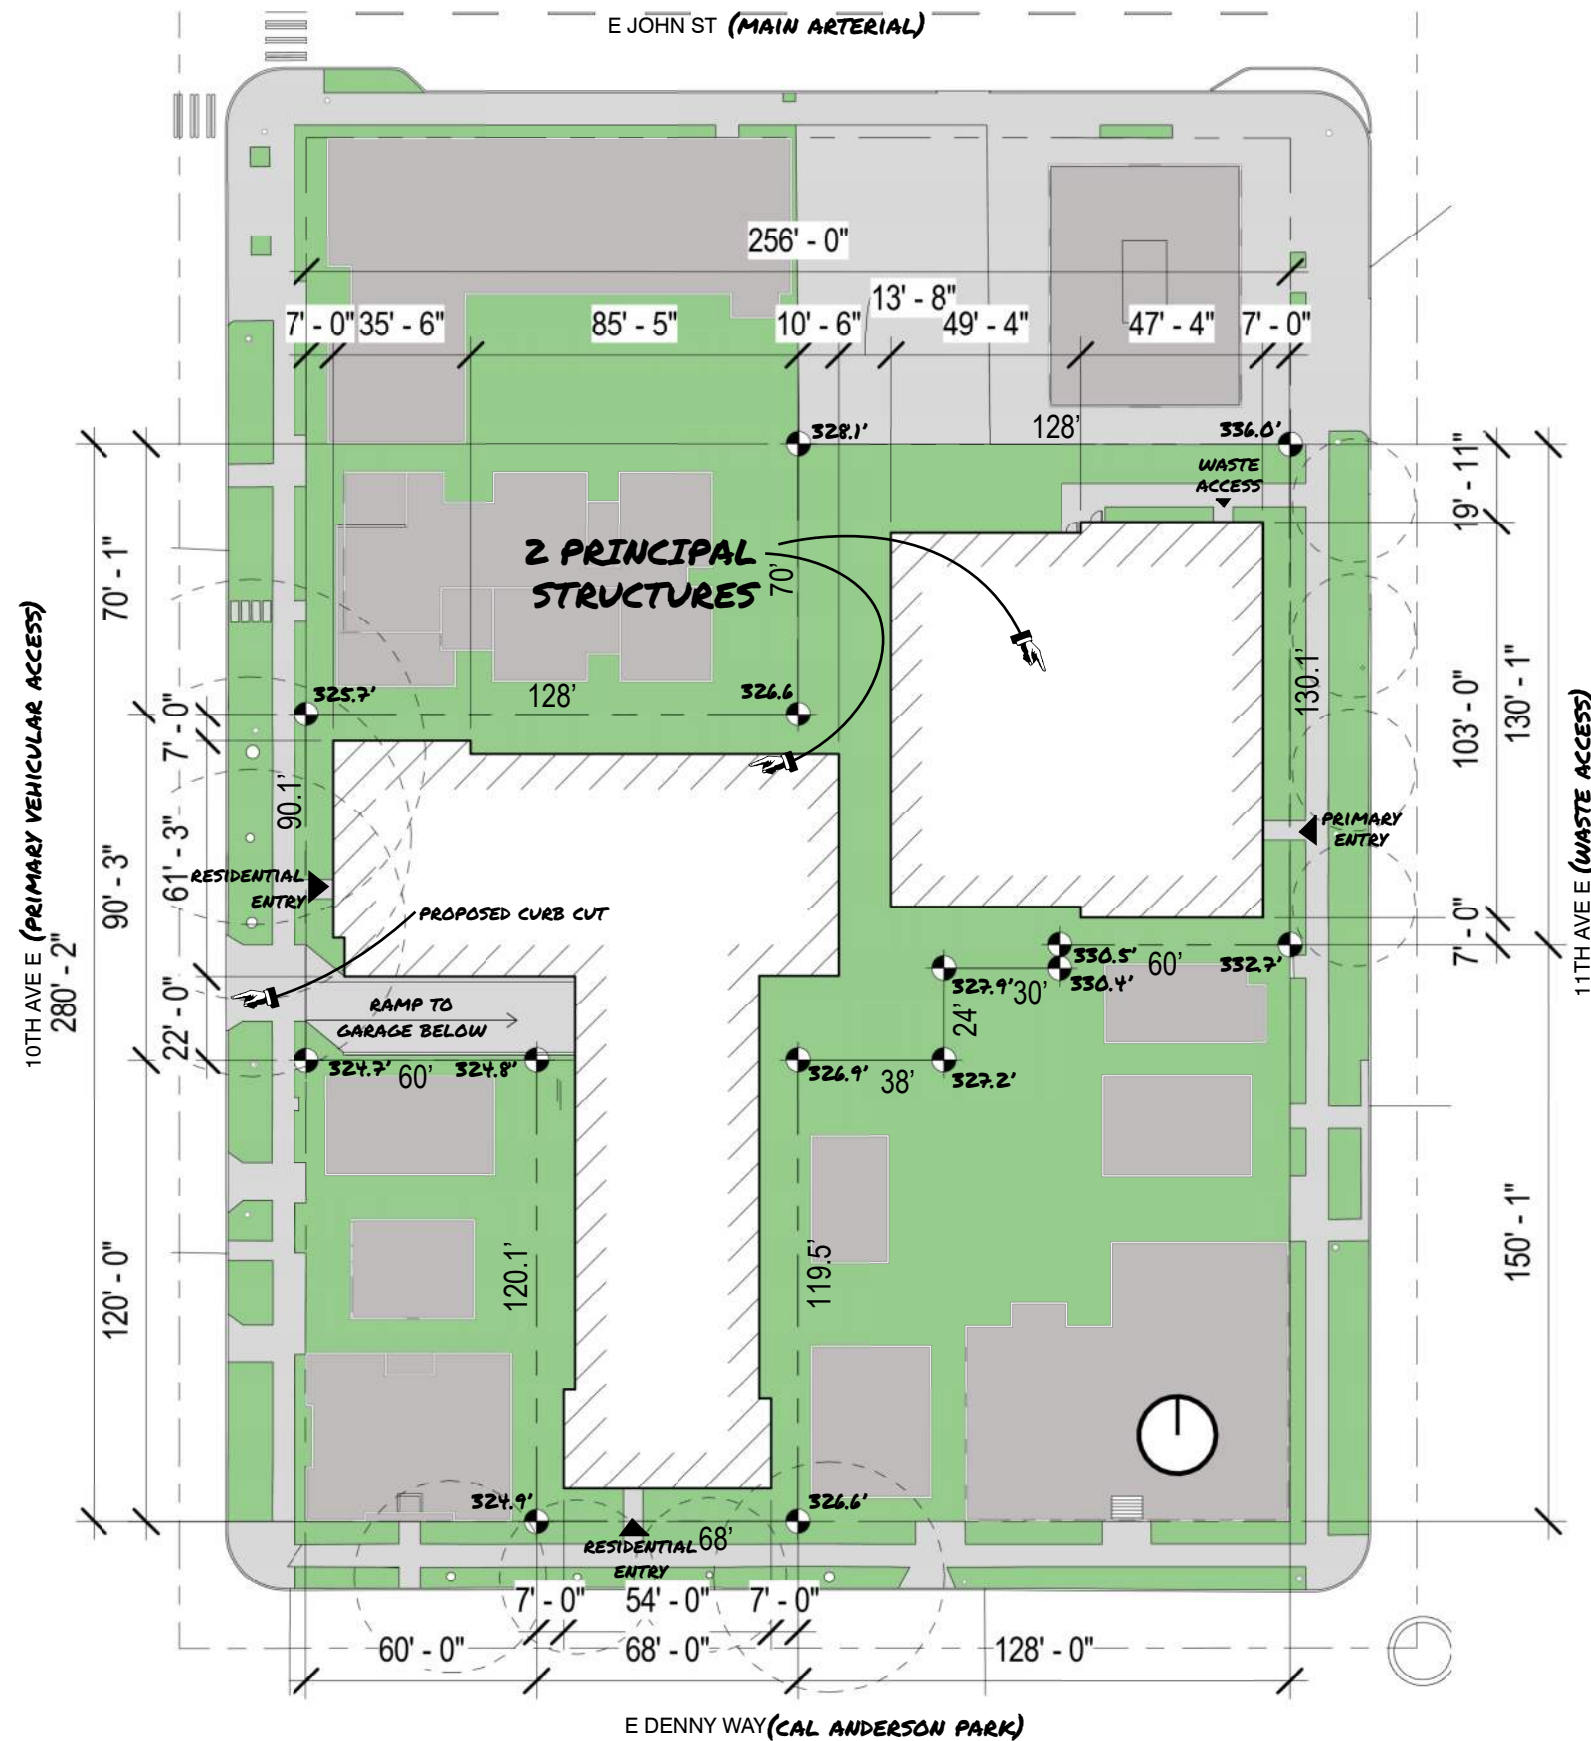 E JOHN ST (MAIN ARTERIAL)
256' - 0"
13' - 8"
7' - 0" 35' - 6" 85' - 5" 10' - 6" 49' - 4" 47' - 4" 7' - 0"
328.1' 128' 336.0'
WASTE
ACCESS
19' - 11"
2 PRINCIPAL
STRUCTURES
70'
70' - 1"
130.1'
103' - 0"
130' - 1"
325.7' 128' 326.6
7' - 0"
90.1'
61' - 3"
90' - 3"
280' - 2"
10TH AVE E (PRIMARY VEHICULAR ACCESS)
11TH AVE E (WASTE ACCESS)
PRIMARY
ENTRY
RESIDENTIAL
ENTRY
PROPOSED CURB CUT
7' - 0"
330.5' 60' 332.7'
327.9' 30' 330.4'
24'
22' - 0"
RAMP TO
GARAGE BELOW
324.7' 60' 324.8' 326.9' 38' 327.2'
120' - 0"
120.1'
119.5'
150' - 1"
324.9' 326.6'
68'
RESIDENTIAL
ENTRY
7' - 0" 54' - 0" 7' - 0"
60' - 0" 68' - 0" 128' - 0"
E DENNY WAY (CAL ANDERSON PARK)